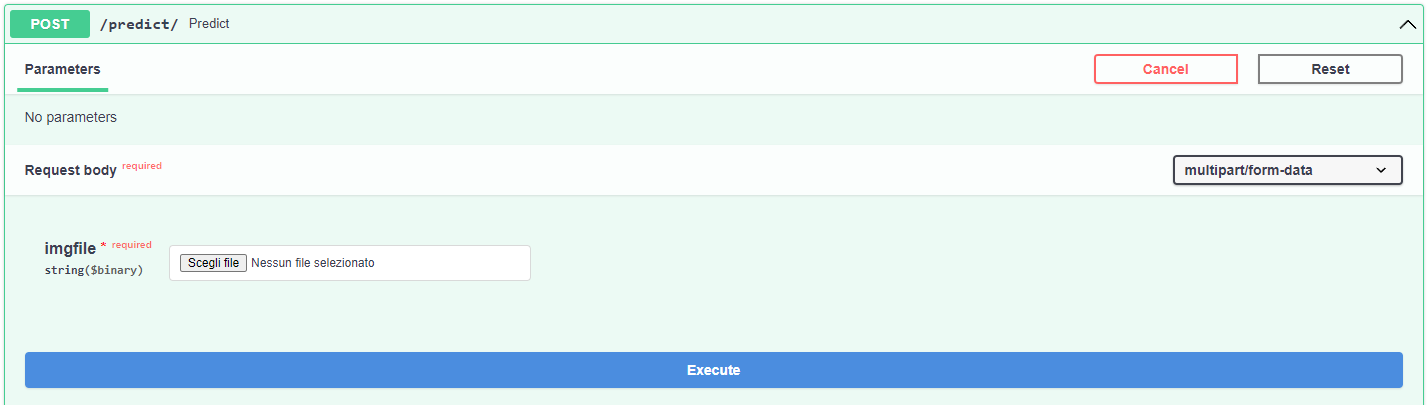 POST /predict/ Predict
Parameters Cancel Reset
No parameters
Request body required multipart/form-data
imgfile * required
string($binary)
Scegli file Nessun file selezionato
Execute